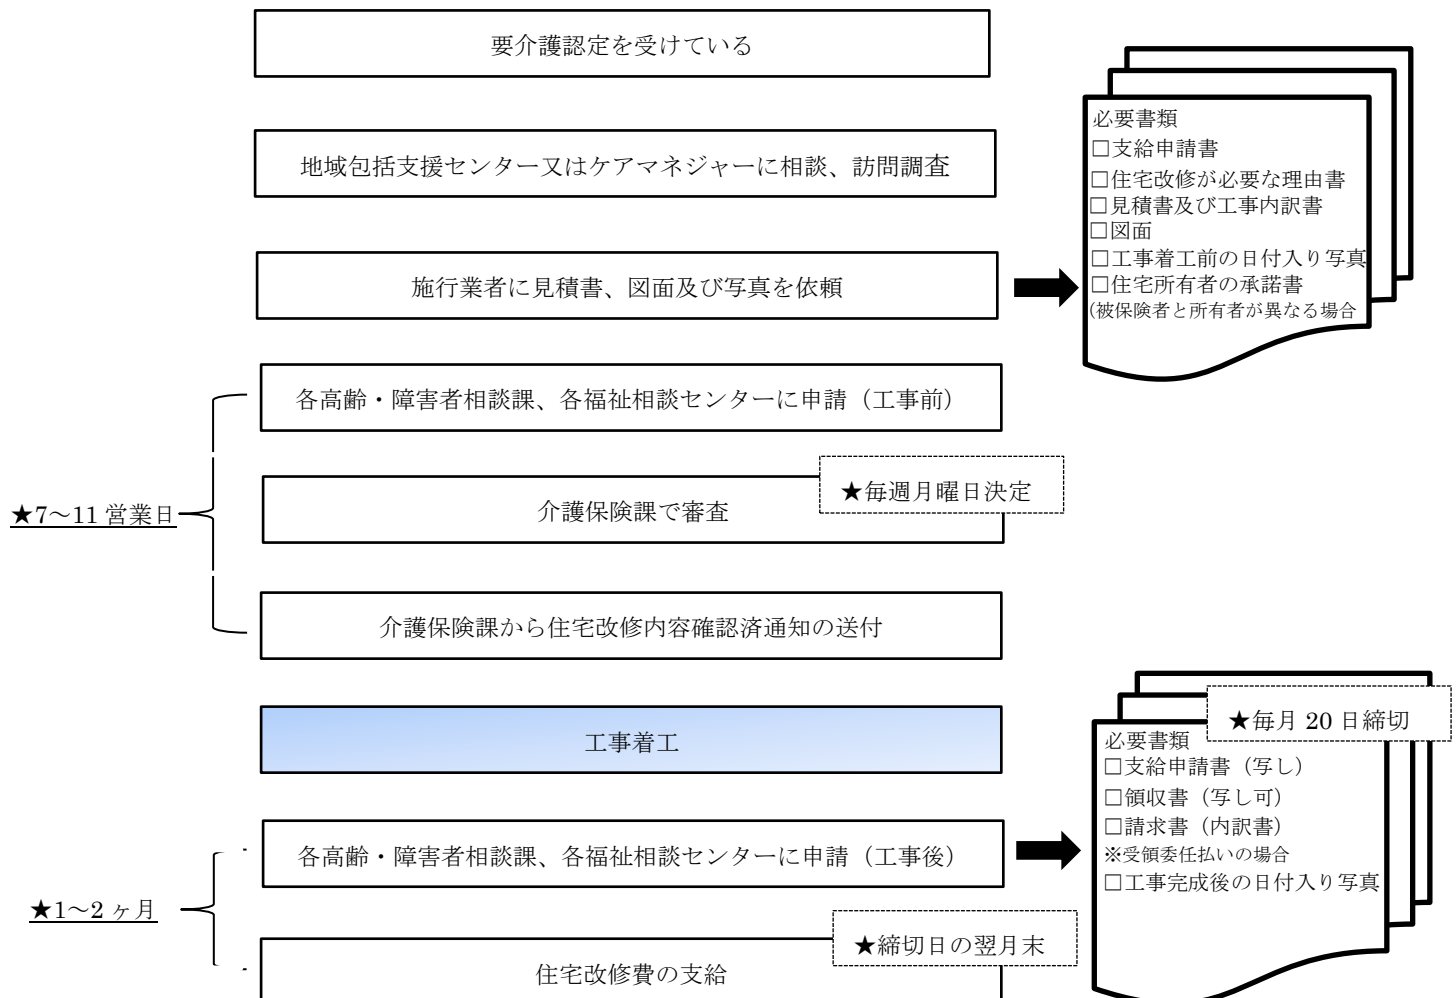 要介護認定を受けている
地域包括支援センター又はケアマネジャーに相談、訪問調査
施行業者に見積書、図面及び写真を依頼
必要書類
□支給申請書
□住宅改修が必要な理由書
□見積書及び工事内訳書
□図面
□工事着工前の日付入り写真
□住宅所有者の承諾書
(被保険者と所有者が異なる場合
各高齢・障害者相談課、各福祉相談センターに申請（工事前）
★毎週月曜日決定
介護保険課で審査
★7～11 営業日
介護保険課から住宅改修内容確認済通知の送付
工事着工
★毎月 20 日締切
必要書類
□支給申請書（写し）
□領収書（写し可）
□請求書（内訳書）
※受領委任払いの場合
□工事完成後の日付入り写真
各高齢・障害者相談課、各福祉相談センターに申請（工事後）
★1～2 ヶ月
★締切日の翌月末
住宅改修費の支給